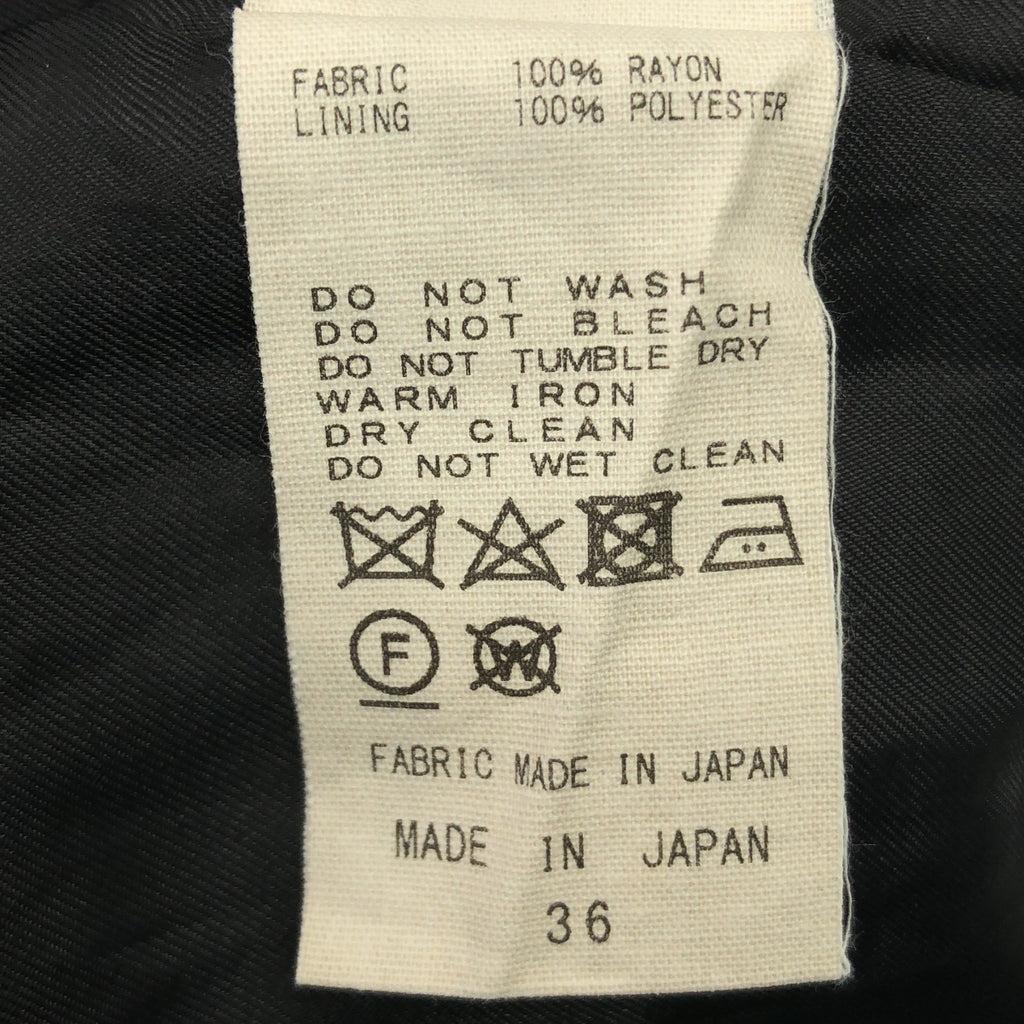 FABRIC 100% RAYON
LINING 100% POLYESTER
DO NOT WASH
DO NOT BLEACH
DO NOT TUMBLE DRY
WARM IRON
DRY CLEAN
DO NOT WET CLEAN
F W
FABRIC MADE IN JAPAN
MADE IN JAPAN
36